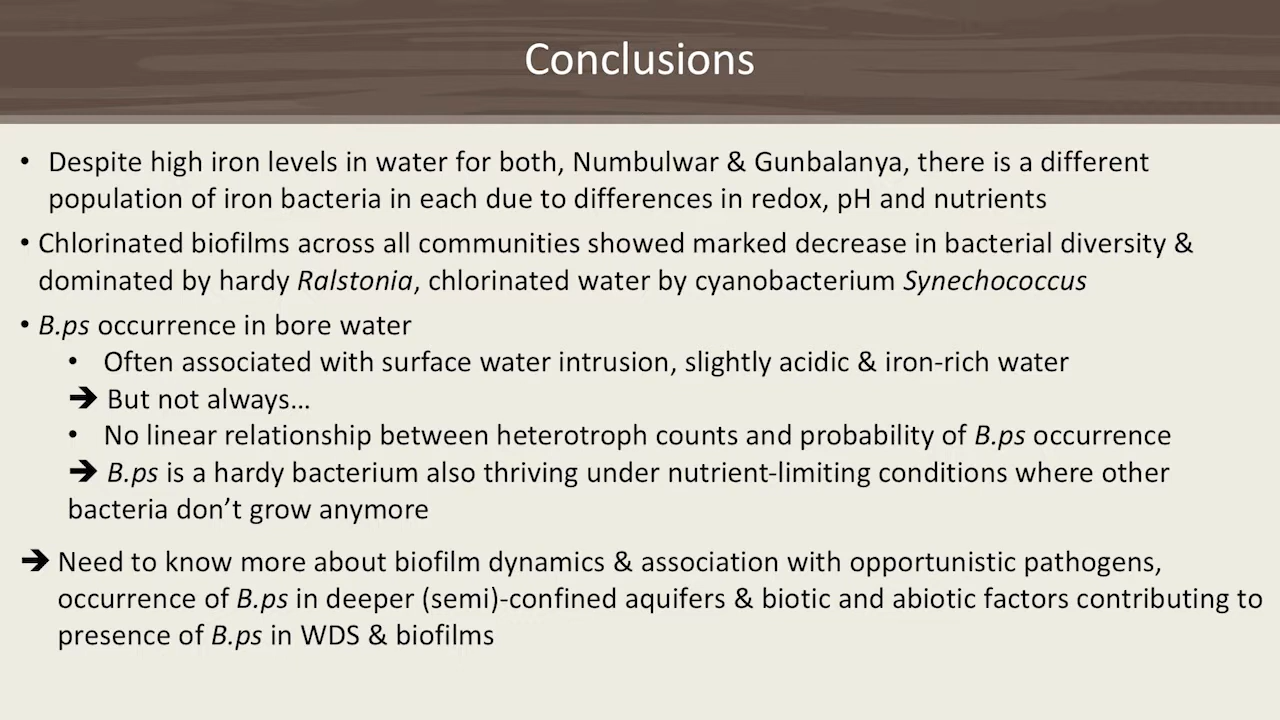 Conclusions
• Despite high iron levels in water for both, Numbulwar & Gunbalanya, there is a different
population of iron bacteria in each due to differences in redox, pH and nutrients
• Chlorinated biofilms across all communities showed marked decrease in bacterial diversity &
dominated by hardy Ralstonia, chlorinated water by cyanobacterium Synechococcus
• B.ps occurrence in bore water
• Often associated with surface water intrusion, slightly acidic & iron-rich water
➔ But not always…
• No linear relationship between heterotroph counts and probability of B.ps occurrence
➔ B.ps is a hardy bacterium also thriving under nutrient-limiting conditions where other
bacteria don’t grow anymore
➔ Need to know more about biofilm dynamics & association with opportunistic pathogens,
occurrence of B.ps in deeper (semi)-confined aquifers & biotic and abiotic factors contributing to
presence of B.ps in WDS & biofilms